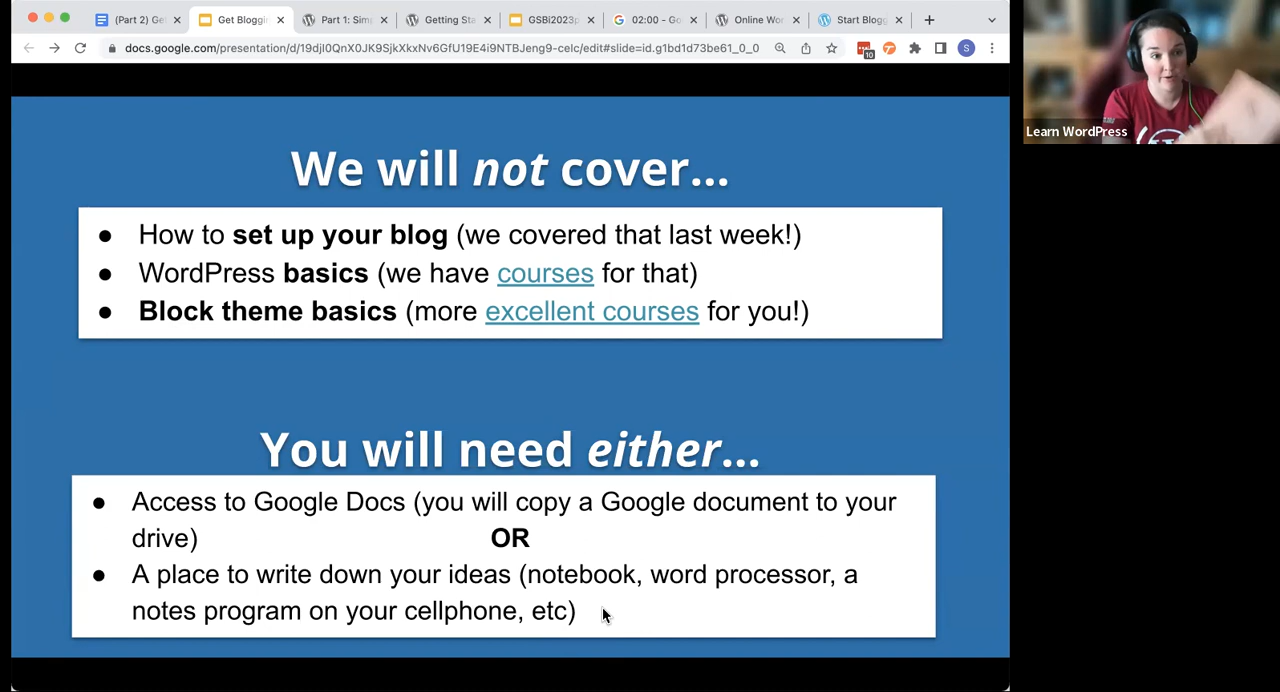 (Part 2) Ge
Get Bloggin
Part 1: Sim
Getting Sta
GSBi2023p
02:00 - Go
Online Wor
Start Blogg
docs.google.com/presentation/d/19djI0QnX0JK9SjkXkxNv6GfU19E4i9NTBJeng9-celc/edit#slide=id.g1bd1d73be61_0_0
10
S
Learn WordPress
We will not cover...
● How to set up your blog (we covered that last week!)
● WordPress basics (we have courses for that)
● Block theme basics (more excellent courses for you!)
You will need either...
● Access to Google Docs (you will copy a Google document to your
drive) OR
● A place to write down your ideas (notebook, word processor, a
notes program on your cellphone, etc)